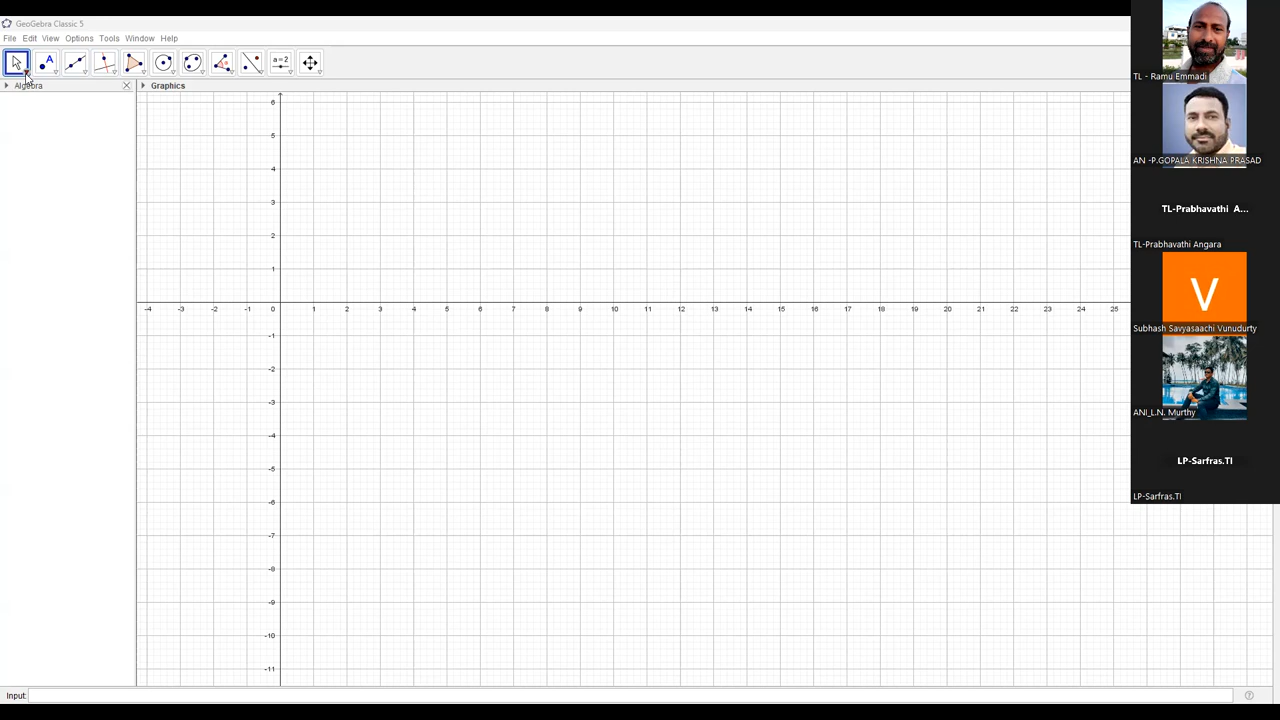 GeoGebra Classic 5
File Edit View Options Tools Window Help
A
a=2
Algebra
Graphics
6
5
4
3
2
1
-4 -3 -2 -1 0 1 2 3 4 5 6 7 8 9 10 11 12 13 14 15 16 17 18 19 20 21 22 23 24 25
-1
-2
-3
-4
-5
-6
-7
-8
-9
-10
-11
Input:
TL - Ramu Emmadi
AN -P.GOPALA KRISHNA PRASAD
TL-Prabhavathi A...
TL-Prabhavathi Angara
V
Subhash Savyasaachi Vunudurty
ANI_L.N. Murthy
LP-Sarfras.TI
LP-Sarfras.TI